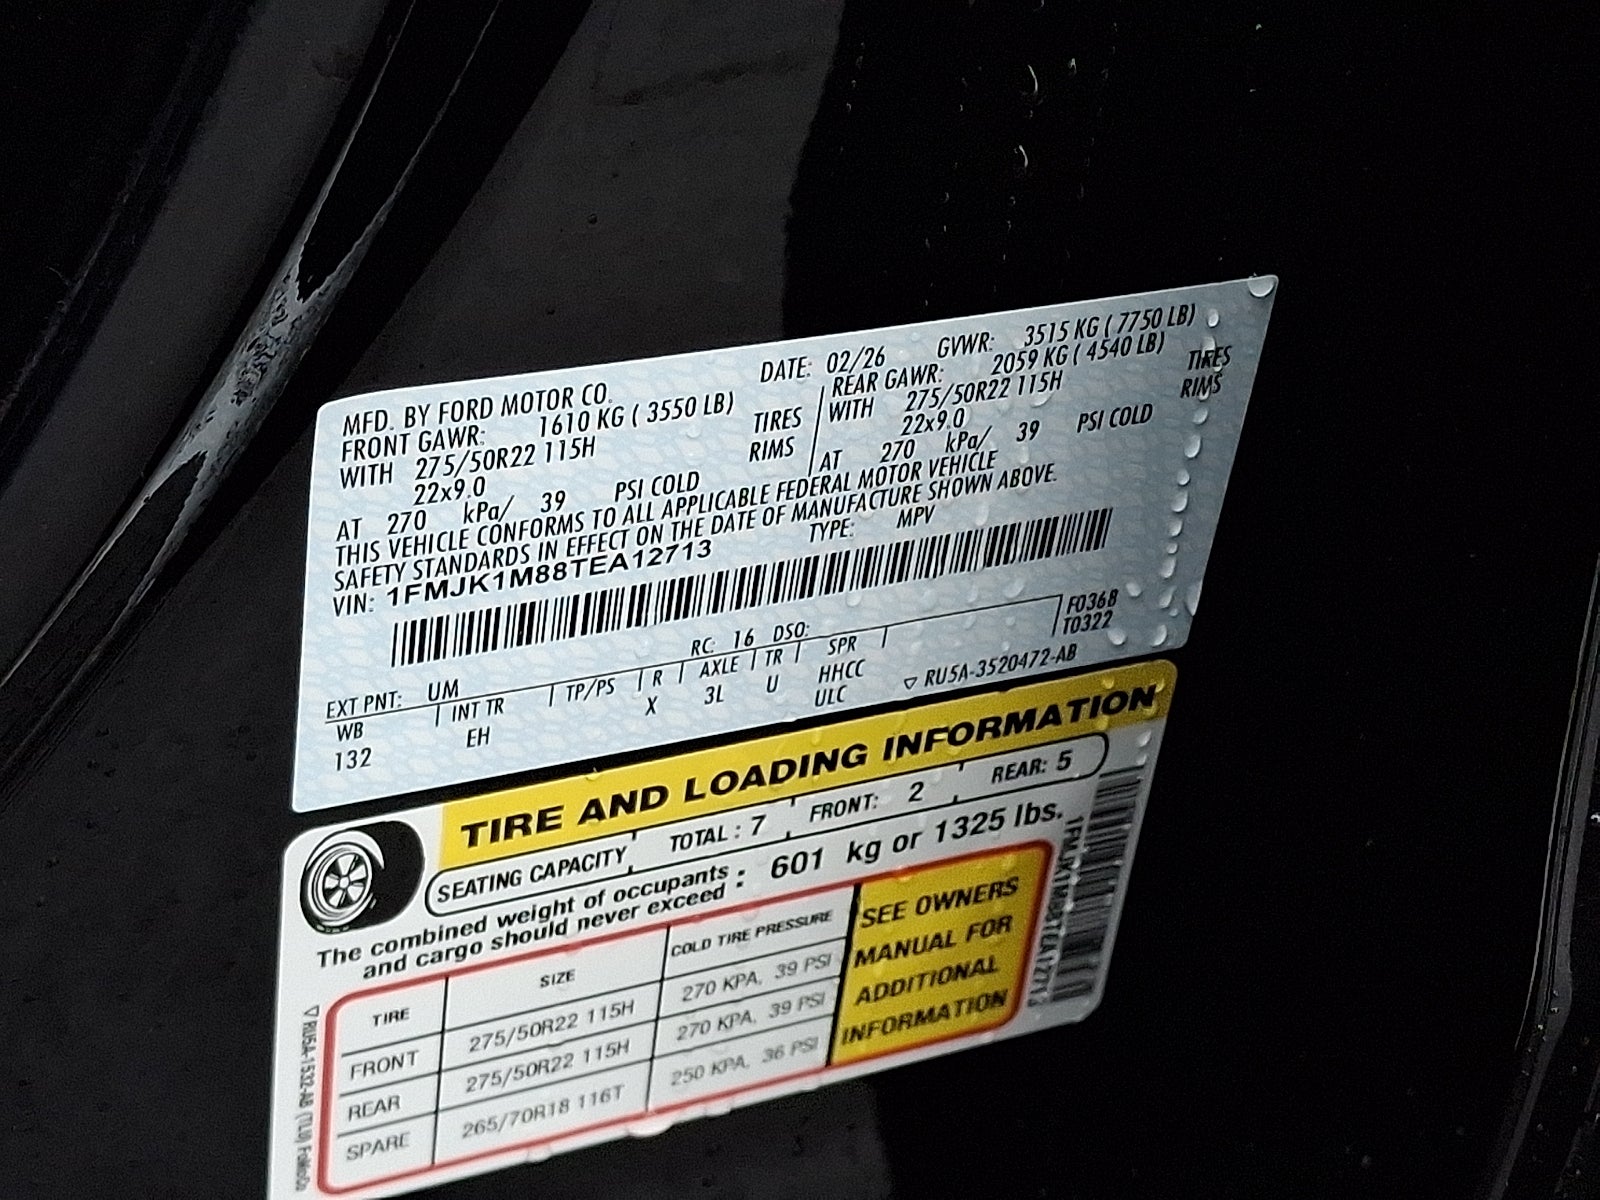 MFD. BY FORD MOTOR CO. DATE: 02/26 GVWR: 3515 KG ( 7750 LB)
FRONT GAWR: 1610 KG ( 3550 LB) REAR GAWR: 2059 KG ( 4540 LB)
WITH 275/50R22 115H TIRES WITH 275/50R22 115H TIRES
22x9.0 RIMS 22x9.0 RIMS
AT 270 kPa/ 39 PSI COLD AT 270 kPa/ 39 PSI COLD
THIS VEHICLE CONFORMS TO ALL APPLICABLE FEDERAL MOTOR VEHICLE
SAFETY STANDARDS IN EFFECT ON THE DATE OF MANUFACTURE SHOWN ABOVE.
VIN: 1FMJK1M88TEA12713 TYPE: MPV
F0368
T0322
EXT PNT: UM RC: 16 DSO:
WB INT TR TP/PS R AXLE TR SPR
132 EH X 3L U HHCC
ULC ▽ RU5A-3520472-AB
TIRE AND LOADING INFORMATION
SEATING CAPACITY TOTAL : 7 FRONT: 2 REAR: 5
The combined weight of occupants
and cargo should never exceed : 601 kg or 1325 lbs.
TIRE SIZE COLD TIRE PRESSURE
FRONT 275/50R22 115H 270 KPA, 39 PSI
REAR 275/50R22 115H 270 KPA, 39 PSI
SPARE 265/70R18 116T 250 KPA, 36 PSI
SEE OWNERS
MANUAL FOR
ADDITIONAL
INFORMATION
1FMJK1M88TEA12713
▽ RU5A-1532-AB (TLU)